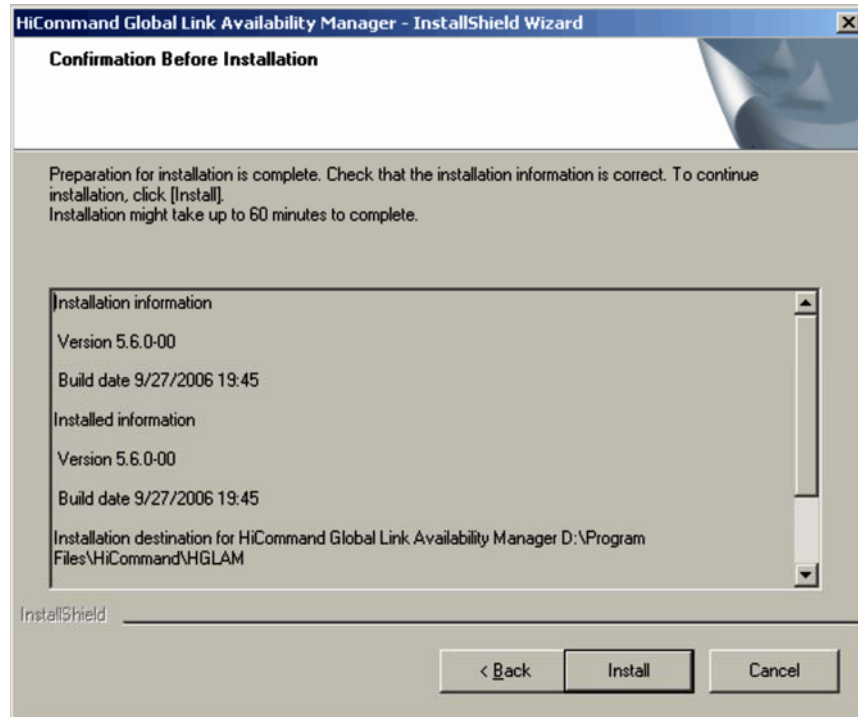 HiCommand Global Link Availability Manager - InstallShield Wizard
Confirmation Before Installation
Preparation for installation is complete. Check that the installation information is correct. To continue
installation, click [Install].
Installation might take up to 60 minutes to complete.
Installation information
Version 5.6.0-00
Build date 9/27/2006 19:45
Installed information
Version 5.6.0-00
Build date 9/27/2006 19:45
Installation destination for HiCommand Global Link Availability Manager D:\Program
Files\HiCommand\HGLAM
InstallShield
< Back
Install
Cancel